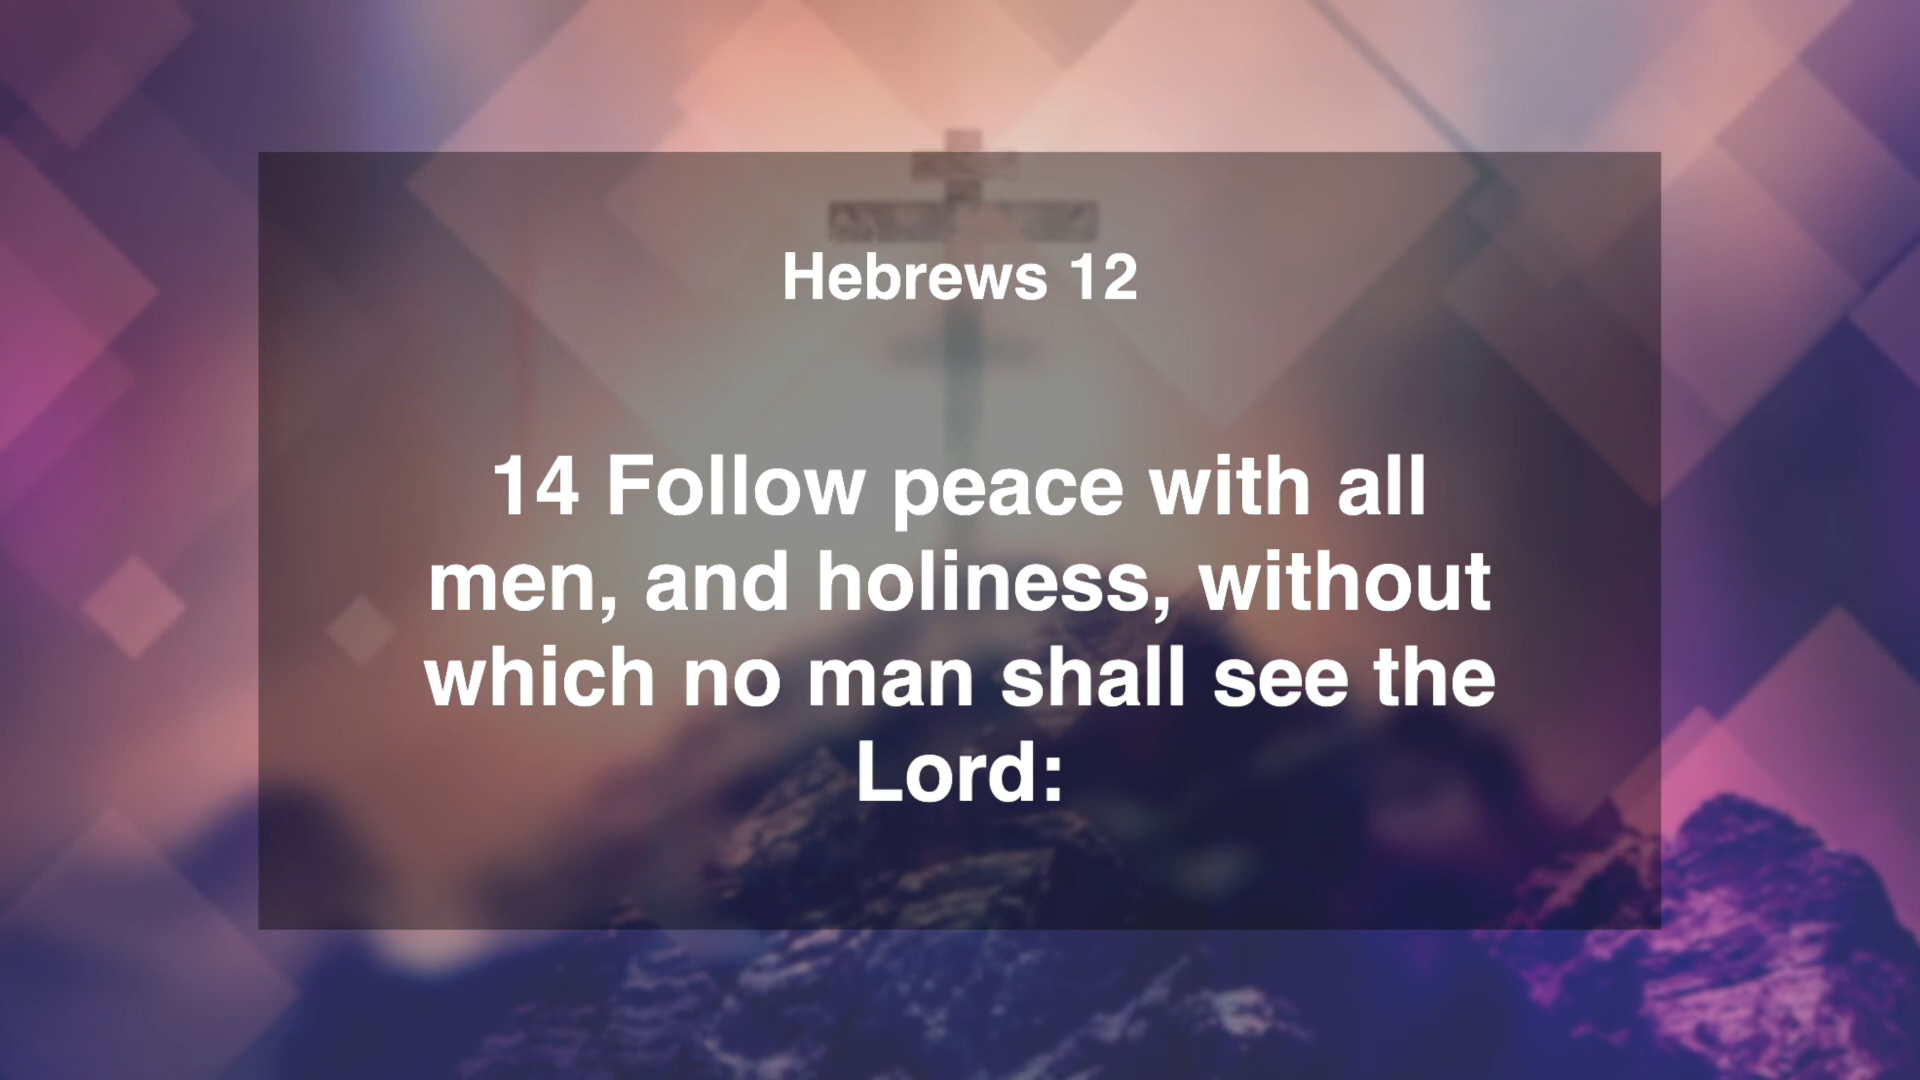 Hebrews 12
14 Follow peace with all
men, and holiness, without
which no man shall see the
Lord: